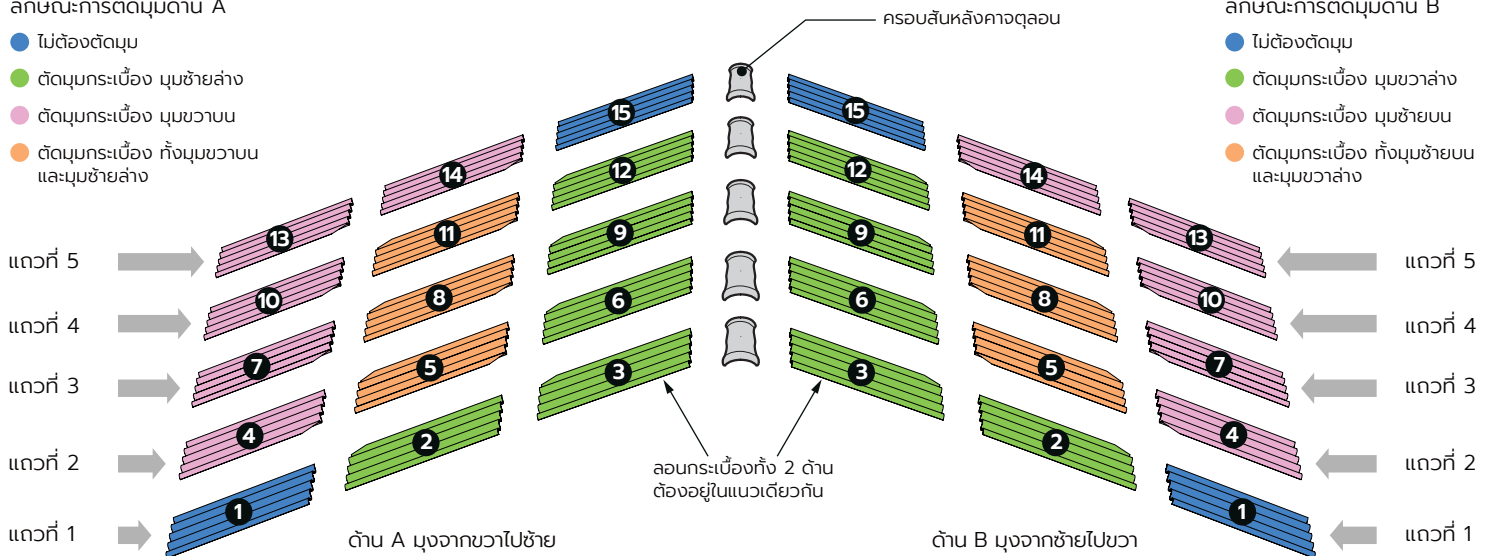 ลักษณะการตัดมุมด้าน A
ไม่ต้องตัดมุม
ตัดมุมกระเบื้อง มุมซ้ายล่าง
ตัดมุมกระเบื้อง มุมขวาบน
ตัดมุมกระเบื้อง ทั้งมุมขวาบน
และมุมซ้ายล่าง
ครอบสันหลังคาจตุลอน
ลักษณะการตัดมุมด้าน B
ไม่ต้องตัดมุม
ตัดมุมกระเบื้อง มุมขวาล่าง
ตัดมุมกระเบื้อง มุมซ้ายบน
ตัดมุมกระเบื้อง ทั้งมุมซ้ายบน
และมุมขวาล่าง
15
15
14
12
12
14
13
11
9
9
11
13
แถวที่ 5
แถวที่ 5
10
8
6
6
8
10
แถวที่ 4
แถวที่ 4
7
5
3
3
5
7
แถวที่ 3
แถวที่ 3
4
2
2
4
แถวที่ 2
แถวที่ 2
ลอนกระเบื้องทั้ง 2 ด้าน
ต้องอยู่ในแนวเดียวกัน
1
1
แถวที่ 1
แถวที่ 1
ด้าน A มุงจากขวาไปซ้าย
ด้าน B มุงจากซ้ายไปขวา